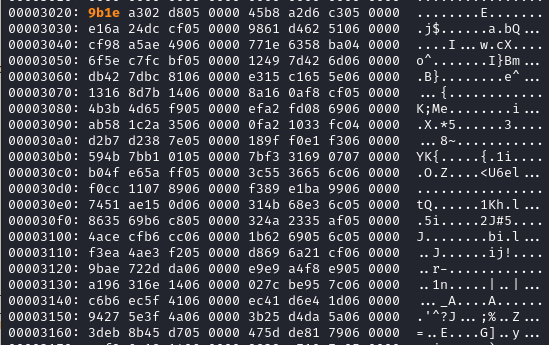 00003020: 9b1e a302 d805 0000 45b8 a2d6 c305 0000 ........E.......
00003030: e16a 24dc cf05 0000 9861 d462 5106 0000 .j$......a.bQ...
00003040: cf98 a5ae 4906 0000 771e 6358 ba04 0000 ....I...w.cX....
00003050: 6f5e c7fc bf05 0000 1249 7d42 6d06 0000 o^.......I}Bm...
00003060: db42 7dbc 8106 0000 e315 c165 5e06 0000 .B}........e^...
00003070: 1316 8d7b 1406 0000 8a16 0af8 cf05 0000 ...{............
00003080: 4b3b 4d65 f905 0000 efa2 fd08 6906 0000 K;Me........i...
00003090: ab58 1c2a 3506 0000 0fa2 1033 fc04 0000 .X.*5......3....
000030a0: d2b7 d238 7e05 0000 189f f0e1 f306 0000 ...8~...........
000030b0: 594b 7bb1 0105 0000 7bf3 3169 0707 0000 YK{.....{.1i....
000030c0: b04f e65a ff05 0000 3c55 3665 6c06 0000 .O.Z....<U6el...
000030d0: f0cc 1107 8906 0000 f389 e1ba 9906 0000 ................
000030e0: 7451 ae15 0d06 0000 314b 68e3 6c05 0000 tQ......1Kh.l...
000030f0: 8635 69b6 c805 0000 324a 2335 af05 0000 .5i.....2J#5....
00003100: 4ace cfb6 cc06 0000 1b62 6905 6c05 0000 J........bi.l...
00003110: f3ea 4ae3 f205 0000 d869 6a21 cf06 0000 ..J......ij!....
00003120: 9bae 722d da06 0000 e9e9 a4f8 e905 0000 ..r-............
00003130: a196 316e 1406 0000 027c be95 7c06 0000 ..1n.....|..|...
00003140: c6b6 ec5f 4106 0000 ec41 d6e4 1d06 0000 ..._A....A......
00003150: 9427 5e3f 4a06 0000 3b25 d4d4 5a06 0000 .'^?J...;%..Z...
00003160: 3deb 8b45 d705 0000 475d de81 7906 0000 =..E....G]..y...